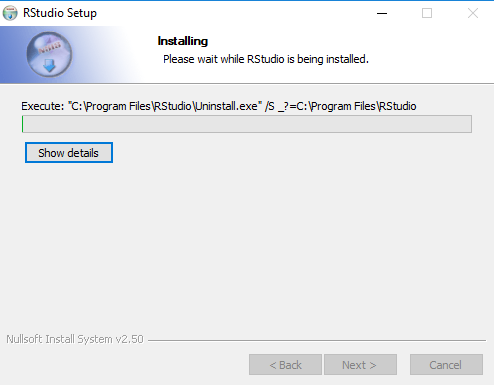 RStudio Setup
Installing
Please wait while RStudio is being installed.
Execute: "C:\Program Files\RStudio\Uninstall.exe" /S _?=C:\Program Files\RStudio
Show details
Nullsoft Install System v2.50
< Back
Next >
Cancel